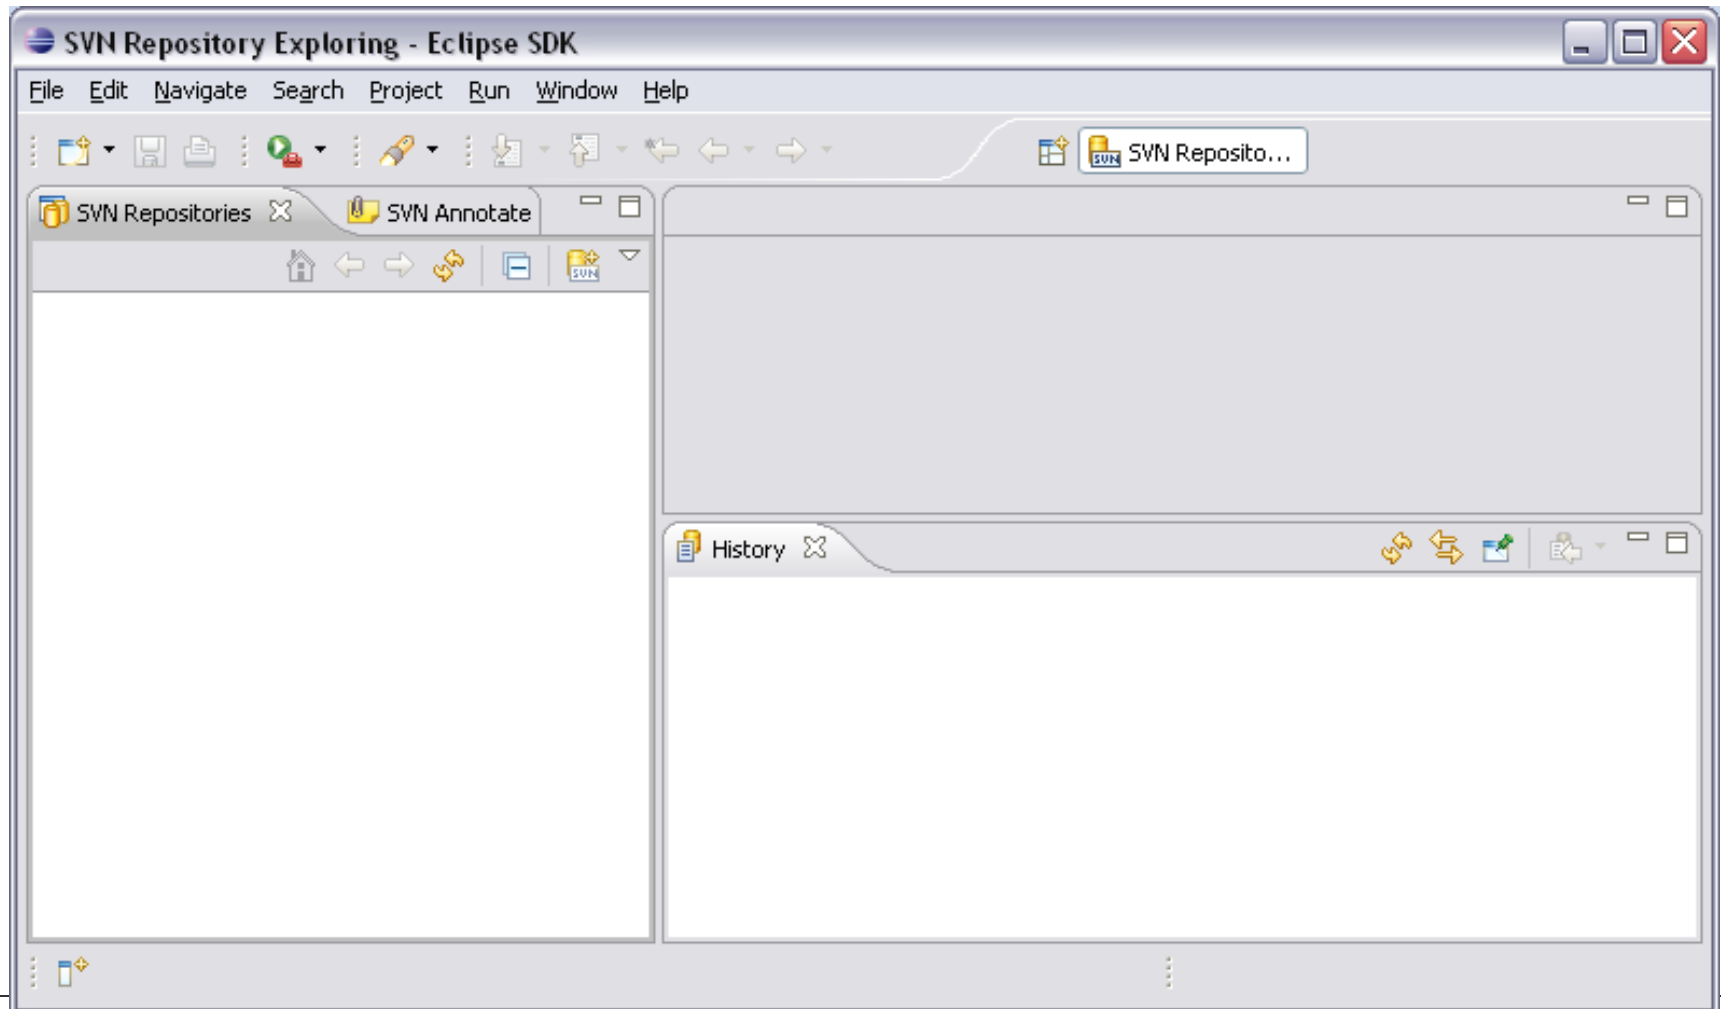 SVN Repository Exploring - Eclipse SDK
File Edit Navigate Search Project Run Window Help
SVN Reposito...
SVN Repositories SVN Annotate
SVN
History